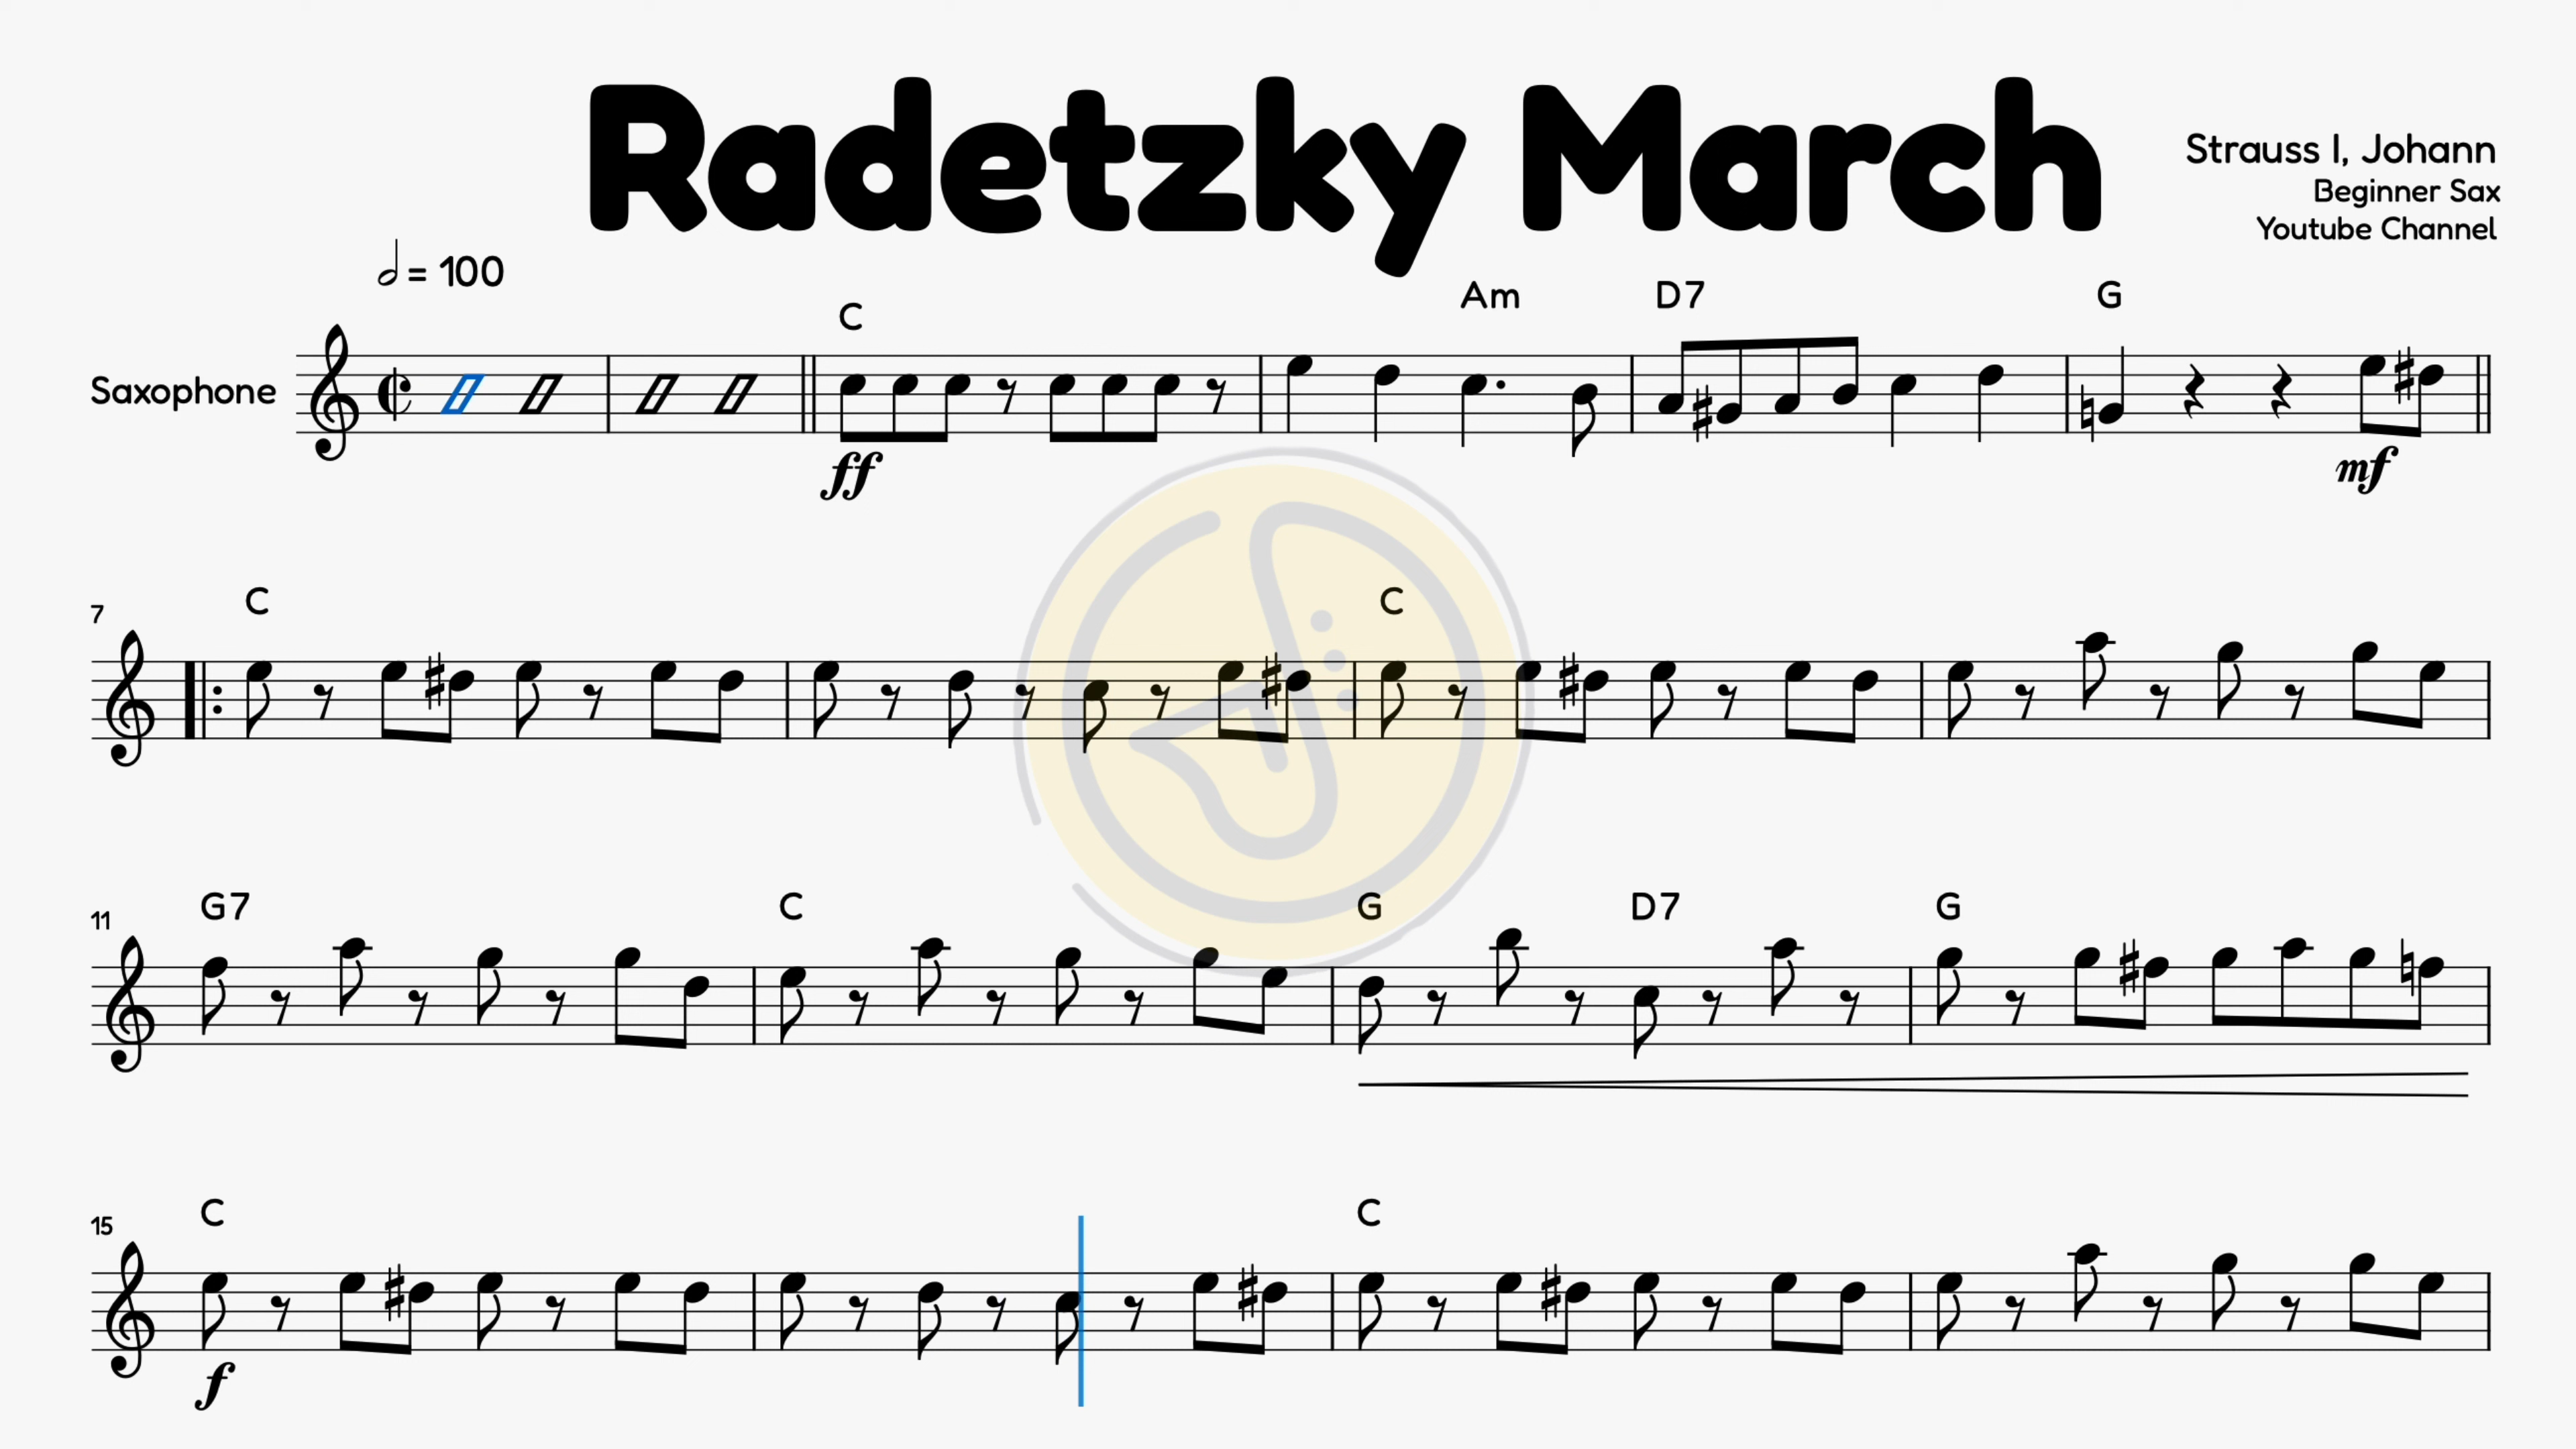 Radetzky March
Strauss I, Johann
Beginner Sax
Youtube Channel
= 100
C Am D7 G
Saxophone
ff mf
7 C C
11 G7 C G D7 G
15 C C
f